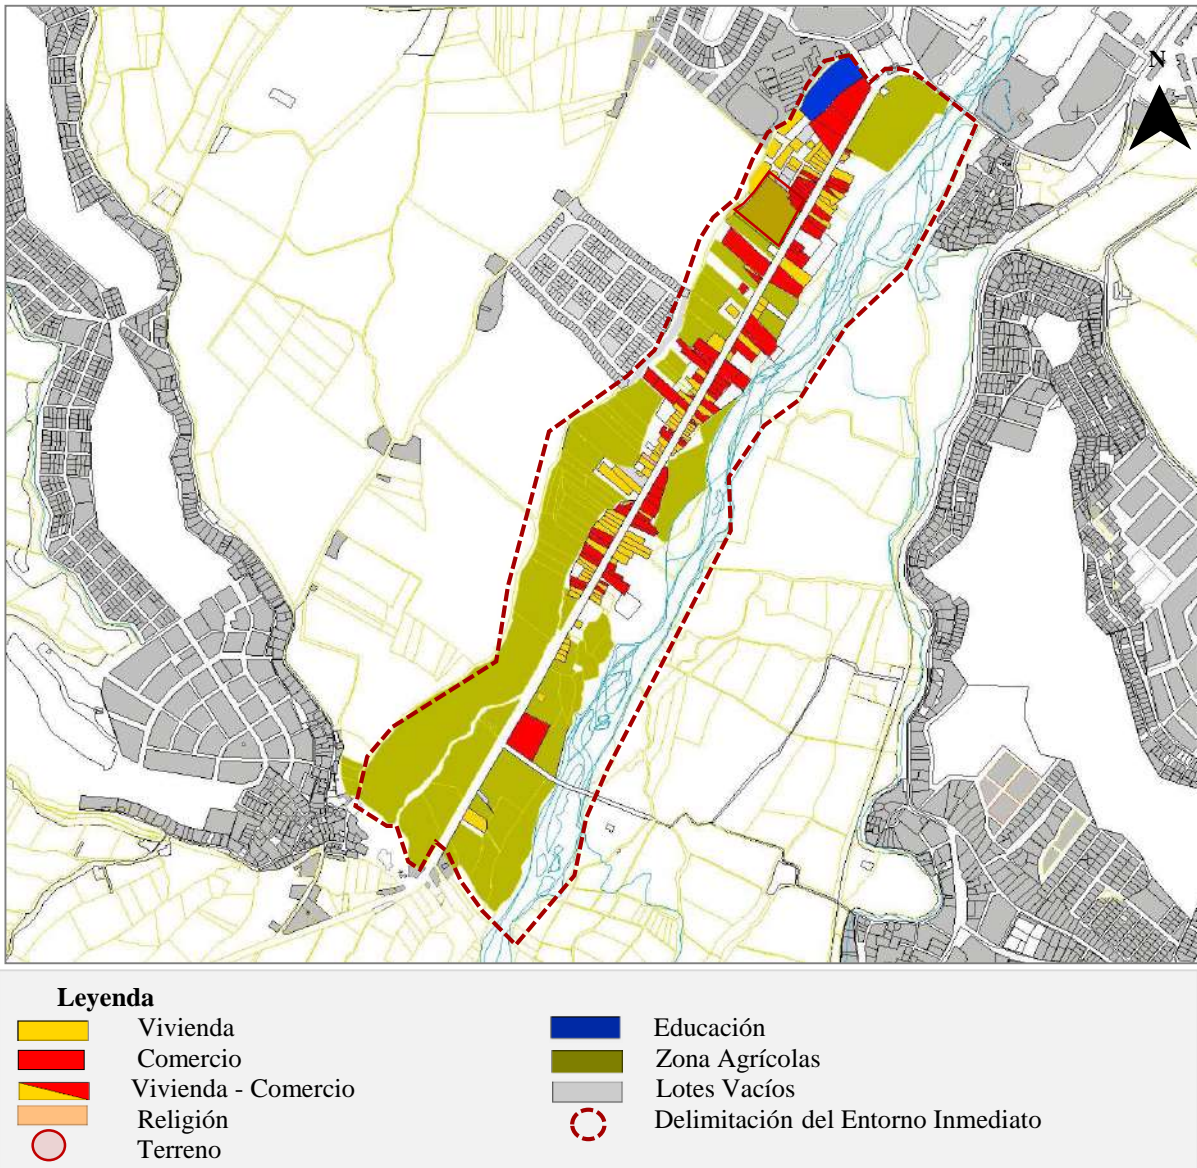 N
Leyenda
Vivienda
Comercio
Vivienda - Comercio
Religión
Terreno
Educación
Zona Agrícolas
Lotes Vacíos
Delimitación del Entorno Inmediato